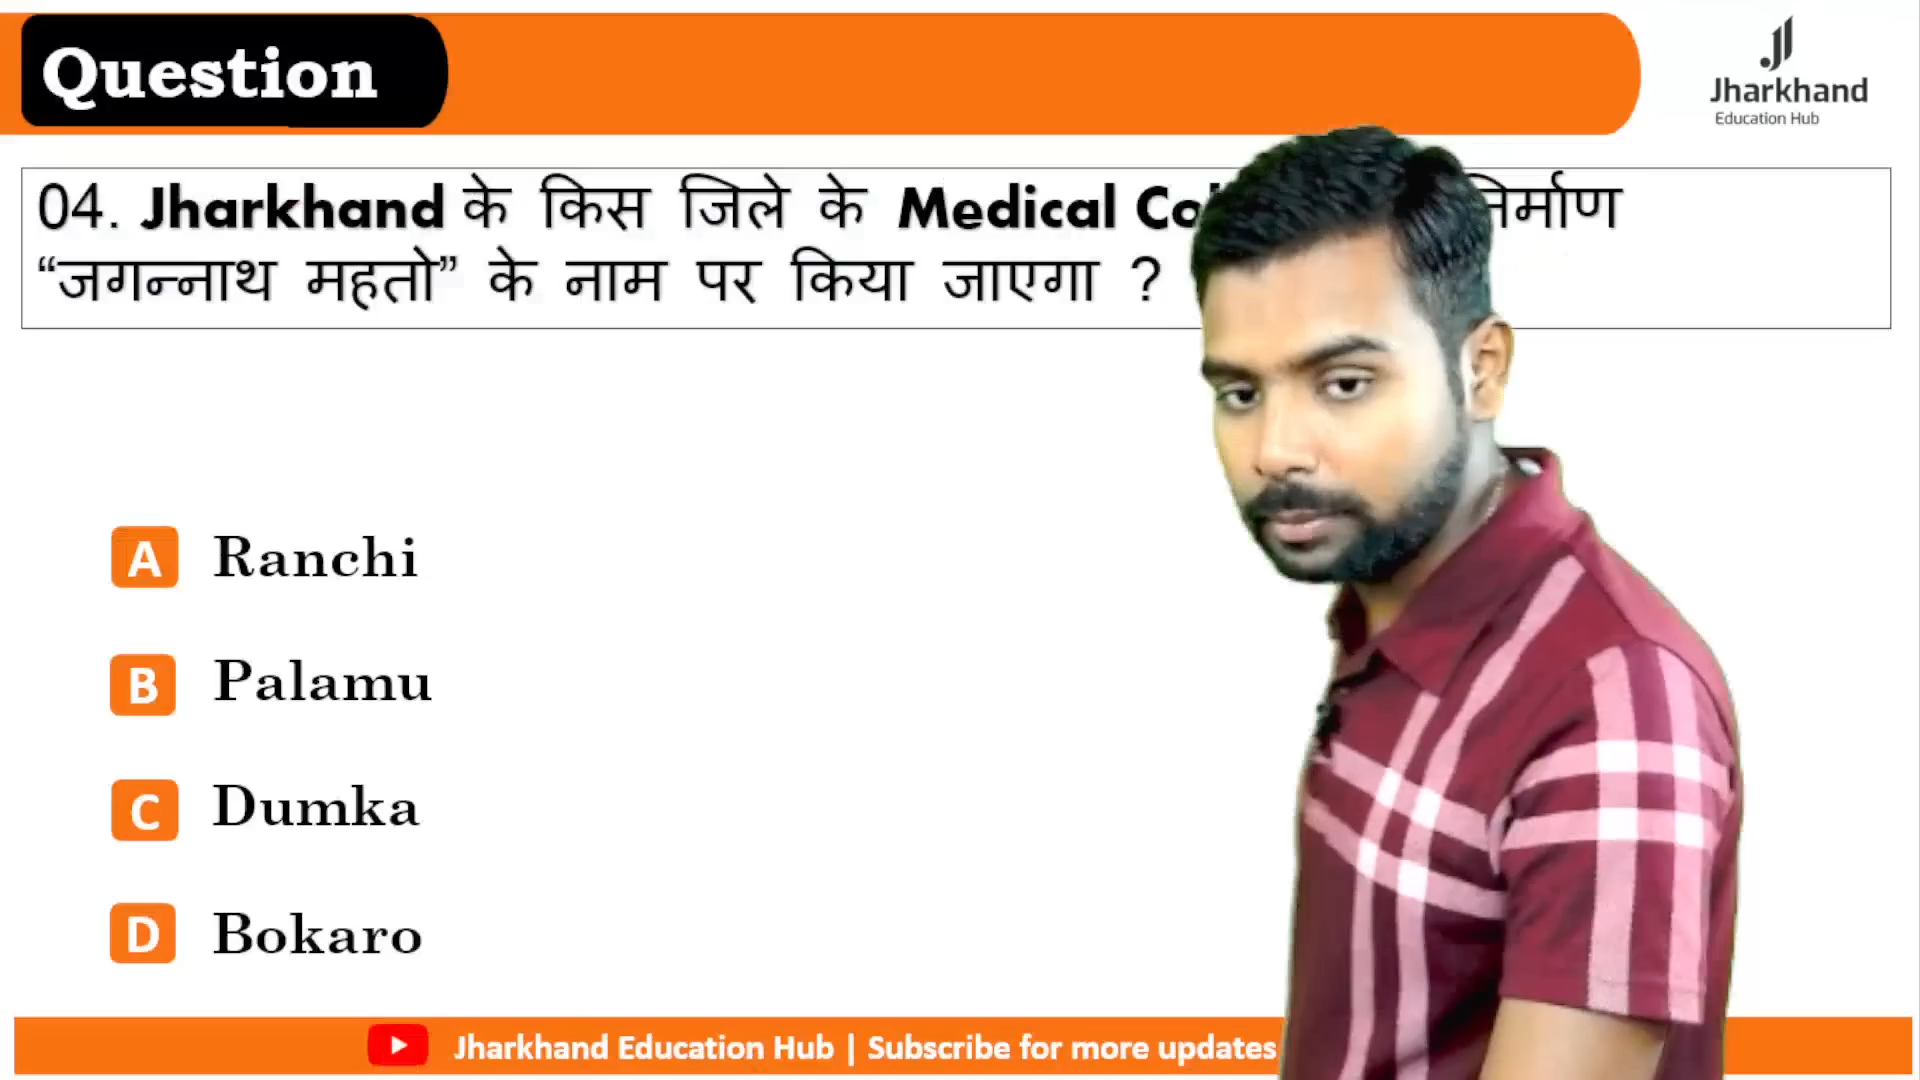 Question
Jharkhand
Education Hub
04. Jharkhand के किस जिले के Medical
“जगन्नाथ महतो” के नाम पर किया जाएगा ?
A Ranchi
B Palamu
C Dumka
D Bokaro
Jharkhand Education Hub | Subscribe for more updates